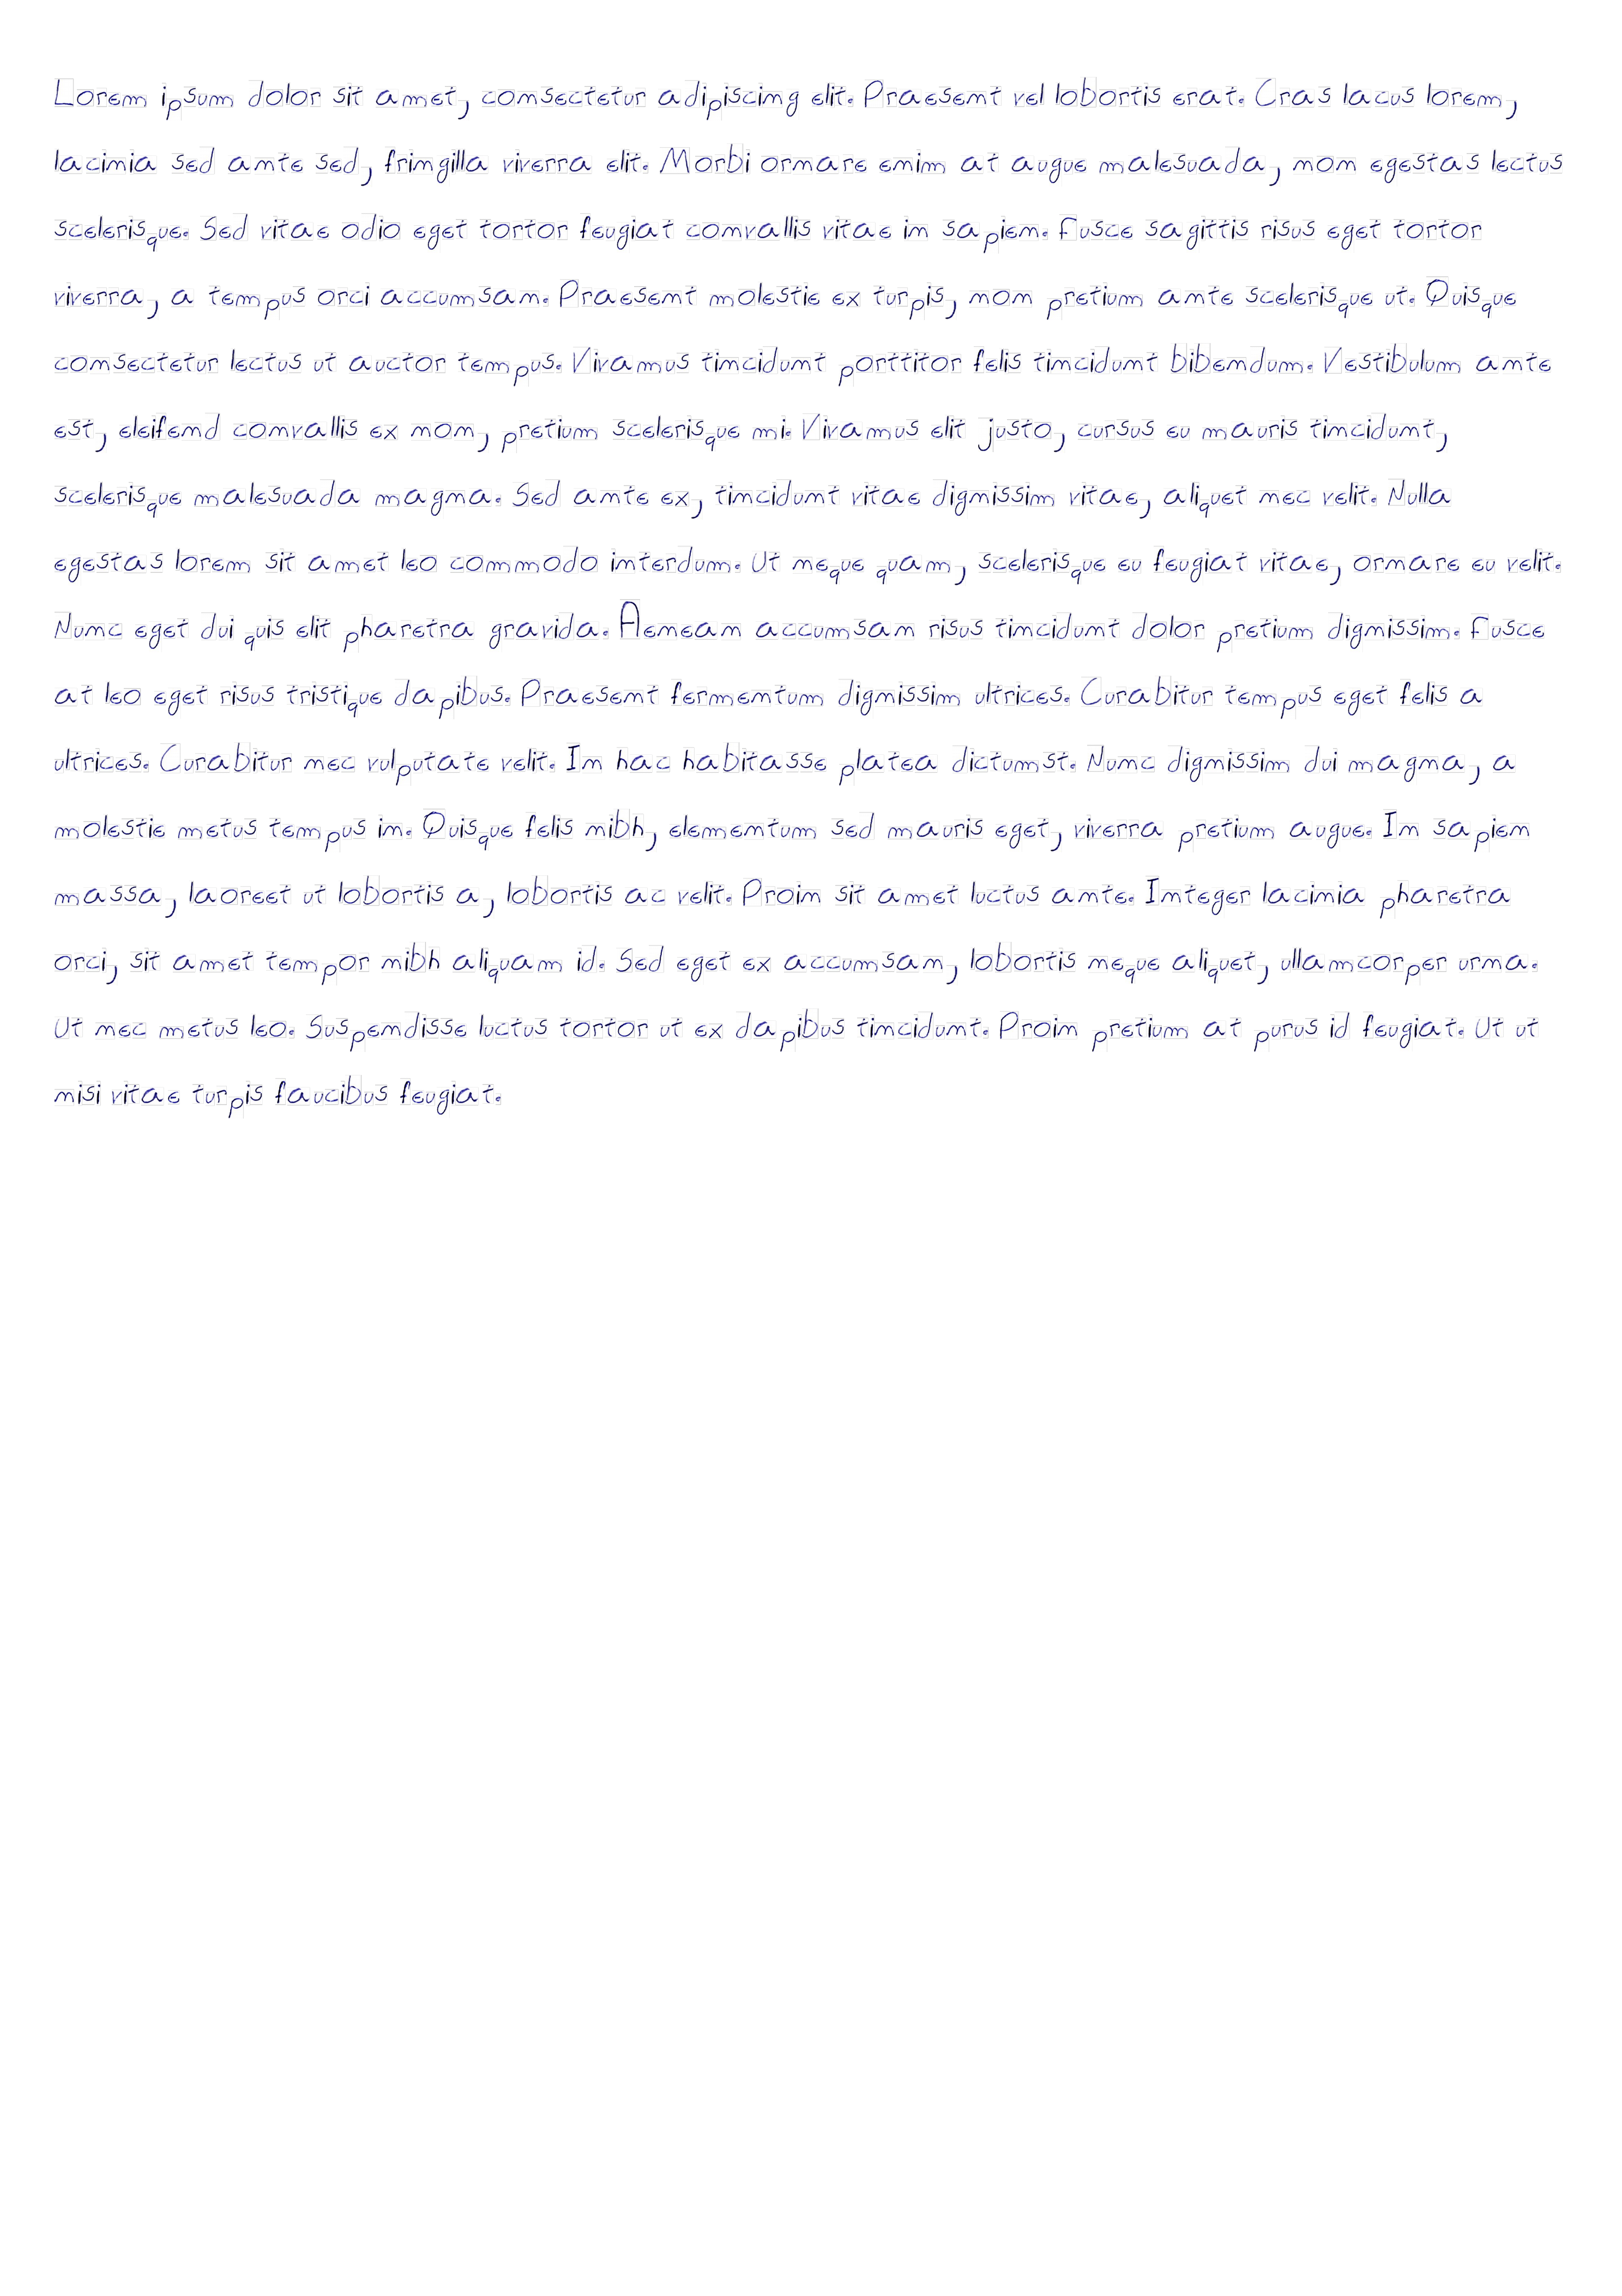 Lorem ipsum dolor sit amet, consectetur adipiscing elit. Praesent vel lobortis erat. Cras lacus lorem,
lacinia sed ante sed, fringilla viverra elit. Morbi ornare enim at augue malesuada, non egestas lectus
scelerisque. Sed vitae odio eget tortor feugiat convallis vitae in sapien. Fusce sagittis risus eget tortor
viverra, a tempus orci accumsan. Praesent molestie ex turpis, non pretium ante scelerisque ut. Quisque
consectetur lectus ut auctor tempus. Vivamus tincidunt porttitor felis tincidunt bibendum. Vestibulum ante
est, eleifend convallis ex non, pretium scelerisque mi. Vivamus elit justo, cursus eu mauris tincidunt,
scelerisque malesuada magna. Sed ante ex, tincidunt vitae dignissim vitae, aliquet nec velit. Nulla
egestas lorem sit amet leo commodo interdum. Ut neque quam, scelerisque eu feugiat vitae, ornare eu velit.
Nunc eget dui quis elit pharetra gravida. Aenean accumsan risus tincidunt dolor pretium dignissim. Fusce
at leo eget risus tristique dapibus. Praesent fermentum dignissim ultrices. Curabitur tempus eget felis a
ultrices. Curabitur nec vulputate velit. In hac habitasse platea dictumst. Nunc dignissim dui magna, a
molestie metus tempus in. Quisque felis nibh, elementum sed mauris eget, viverra pretium augue. In sapien
massa, laoreet ut lobortis a, lobortis ac velit. Proin sit amet luctus ante. Integer lacinia pharetra
orci, sit amet tempor nibh aliquam id. Sed eget ex accumsan, lobortis neque aliquet, ullamcorper urna.
Ut nec metus leo. Suspendisse luctus tortor ut ex dapibus tincidunt. Proin pretium at purus id feugiat. Ut ut
nisi vitae turpis faucibus feugiat.